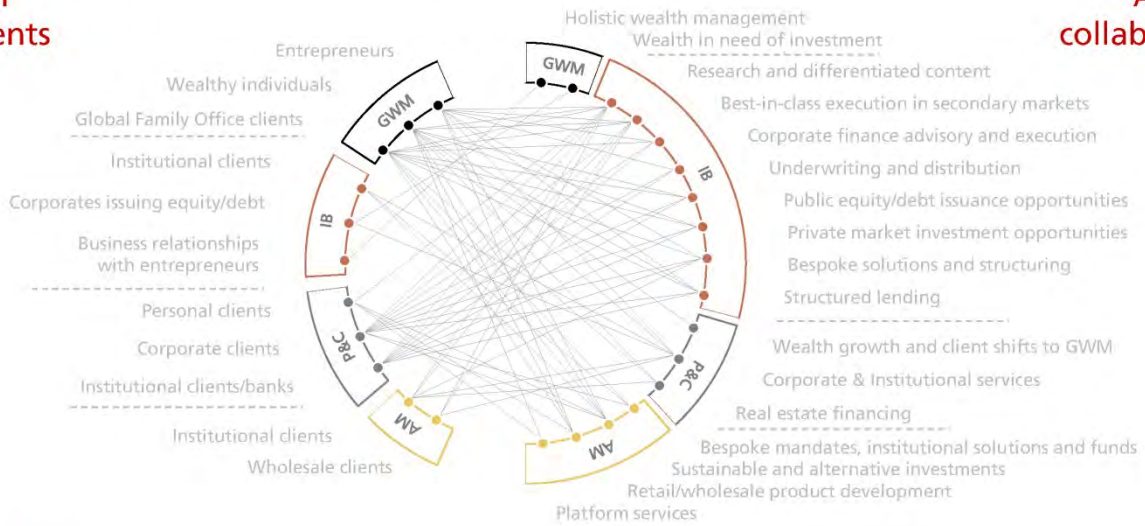 ents
collab
Entrepreneurs
Wealthy individuals
Global Family Office clients
Institutional clients
Corporates issuing equity/debt
Business relationships
with entrepreneurs
Personal clients
Corporate clients
Institutional clients/banks
Institutional clients
Wholesale clients
GWM
IB
P&C
AM
GWM
IB
P&C
AM
Holistic wealth management
Wealth in need of investment
Research and differentiated content
Best-in-class execution in secondary markets
Corporate finance advisory and execution
Underwriting and distribution
Public equity/debt issuance opportunities
Private market investment opportunities
Bespoke solutions and structuring
Structured lending
Wealth growth and client shifts to GWM
Corporate & Institutional services
Real estate financing
Bespoke mandates, institutional solutions and funds
Sustainable and alternative investments
Retail/wholesale product development
Platform services